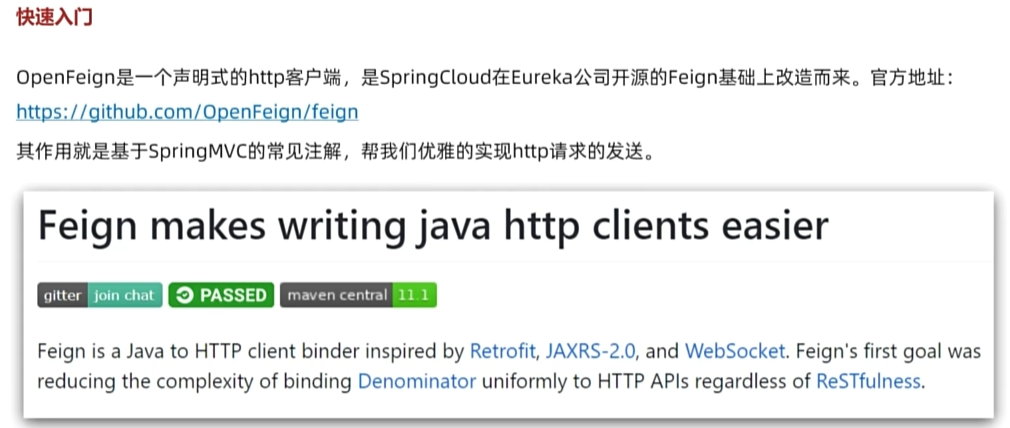 快速入门
OpenFeign是一个声明式的http客户端，是SpringCloud在Eureka公司开源的Feign基础上改造而来。官方地址：
https://github.com/OpenFeign/feign
其作用就是基于SpringMVC的常见注解，帮我们优雅的实现http请求的发送。
Feign makes writing java http clients easier
gitter join chat PASSED maven central 11.1
Feign is a Java to HTTP client binder inspired by Retrofit, JAXRS-2.0, and WebSocket. Feign's first goal was
reducing the complexity of binding Denominator uniformly to HTTP APIs regardless of ReSTfulness.